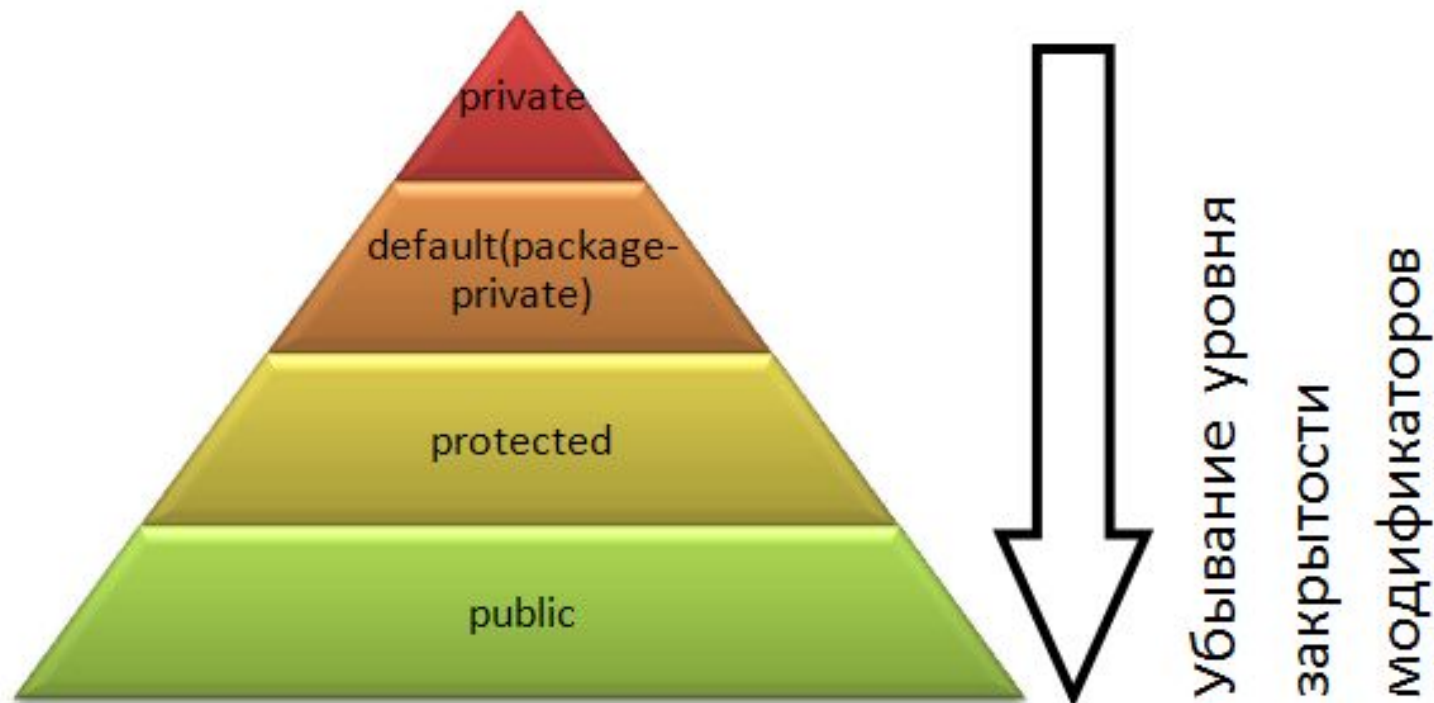 private
default(package-
private)
protected
public
Убывание уровня
закрытости
модификаторов